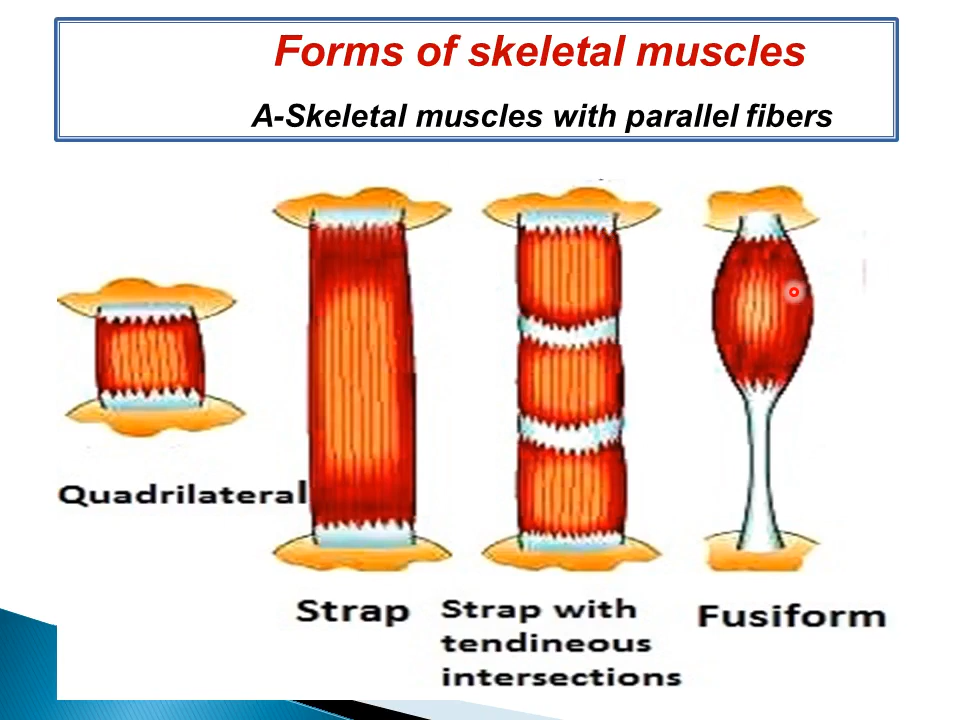 Forms of skeletal muscles
A-Skeletal muscles with parallel fibers
Quadrilateral
Strap
Strap with
tendineous
intersections
Fusiform